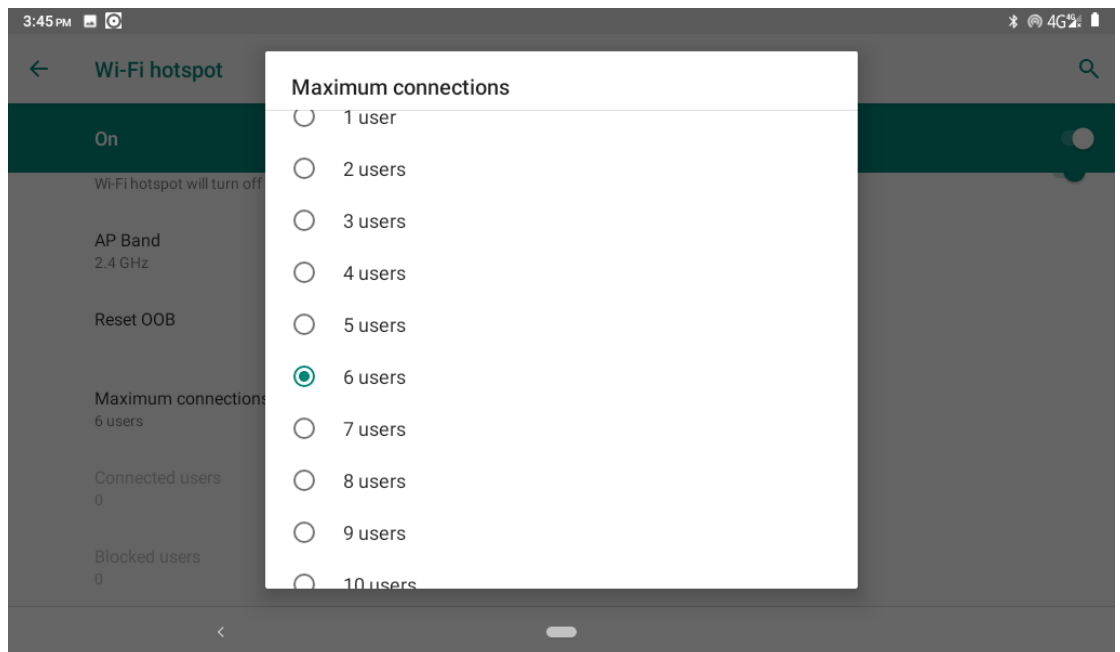 3:45 PM
4G 4G
Wi-Fi hotspot
On
Wi-Fi hotspot will turn off
AP Band
2.4 GHz
Reset OOB
Maximum connections
6 users
Connected users
0
Blocked users
0
Maximum connections
1 user
2 users
3 users
4 users
5 users
6 users
7 users
8 users
9 users
10 users